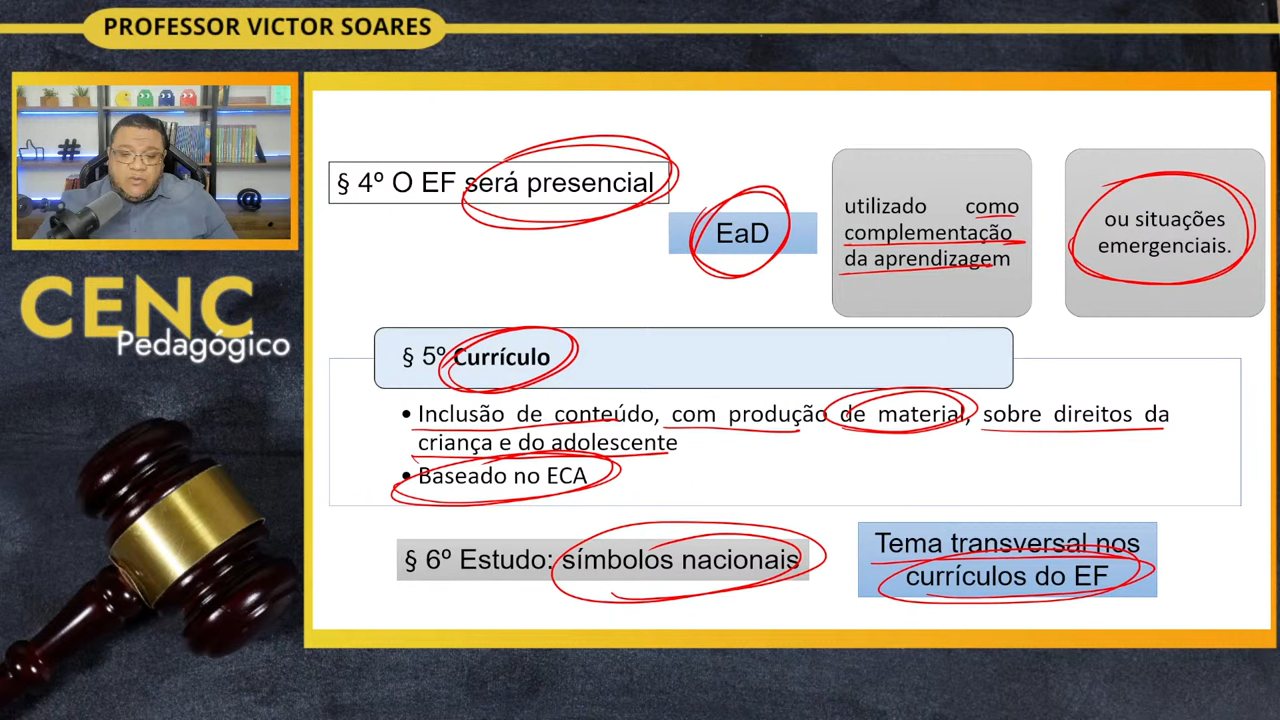 PROFESSOR VICTOR SOARES
§ 4º O EF será presencial
EaD
utilizado como
complementação
da aprendizagem
ou situações
emergenciais.
CENC
Pedagógico
§ 5º Currículo
• Inclusão de conteúdo, com produção de material, sobre direitos da
criança e do adolescente
• Baseado no ECA
§ 6º Estudo: símbolos nacionais
Tema transversal nos
currículos do EF